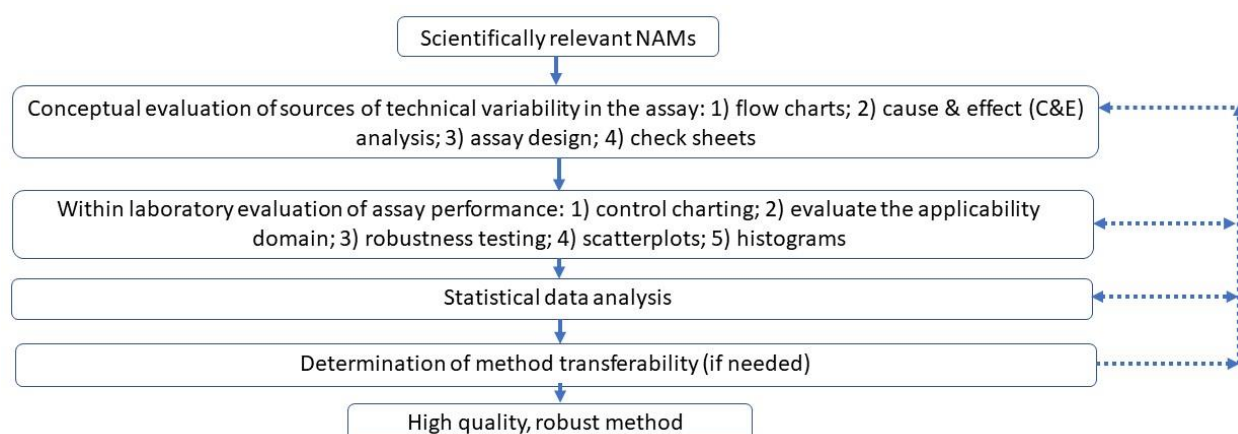 Scientifically relevant NAMs
Conceptual evaluation of sources of technical variability in the assay: 1) flow charts; 2) cause & effect (C&E)
analysis; 3) assay design; 4) check sheets
Within laboratory evaluation of assay performance: 1) control charting; 2) evaluate the applicability
domain; 3) robustness testing; 4) scatterplots; 5) histograms
Statistical data analysis
Determination of method transferability (if needed)
High quality, robust method